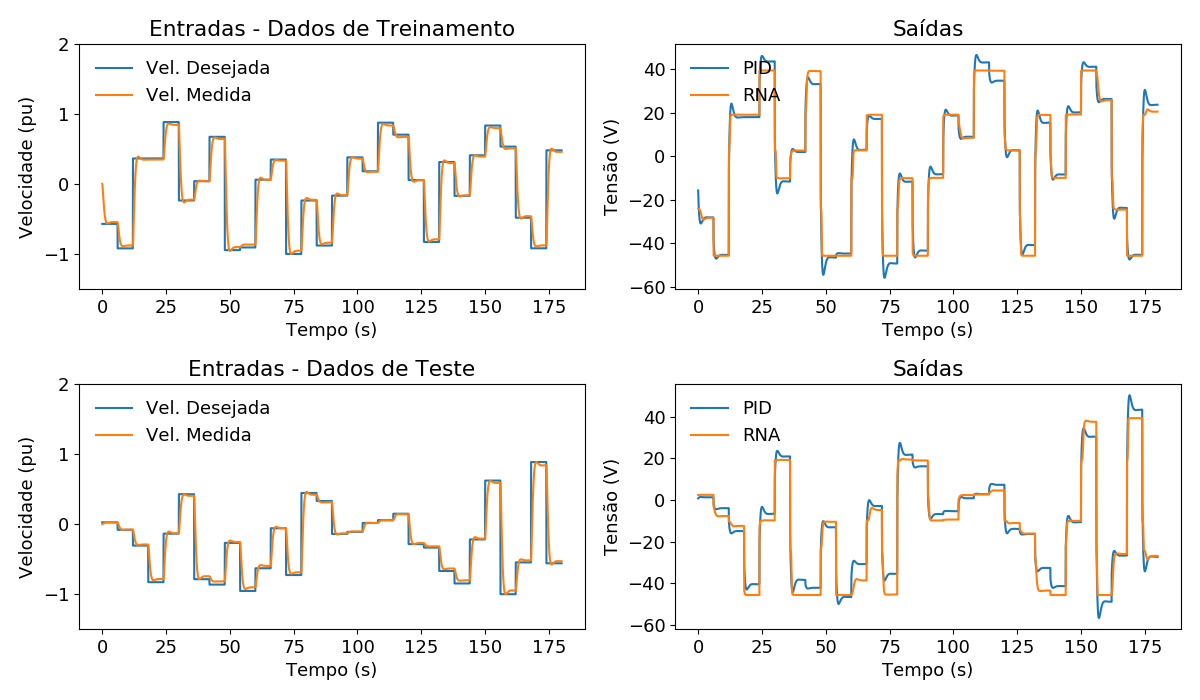 Entradas - Dados de Treinamento
Vel. Desejada
Vel. Medida
Velocidade (pu)
2
1
0
−1
0 25 50 75 100 125 150 175
Tempo (s)
Saídas
PID
RNA
Tensão (V)
40
20
0
−20
−40
−60
0 25 50 75 100 125 150 175
Tempo (s)
Entradas - Dados de Teste
Vel. Desejada
Vel. Medida
Velocidade (pu)
2
1
0
−1
0 25 50 75 100 125 150 175
Tempo (s)
Saídas
PID
RNA
Tensão (V)
40
20
0
−20
−40
−60
0 25 50 75 100 125 150 175
Tempo (s)